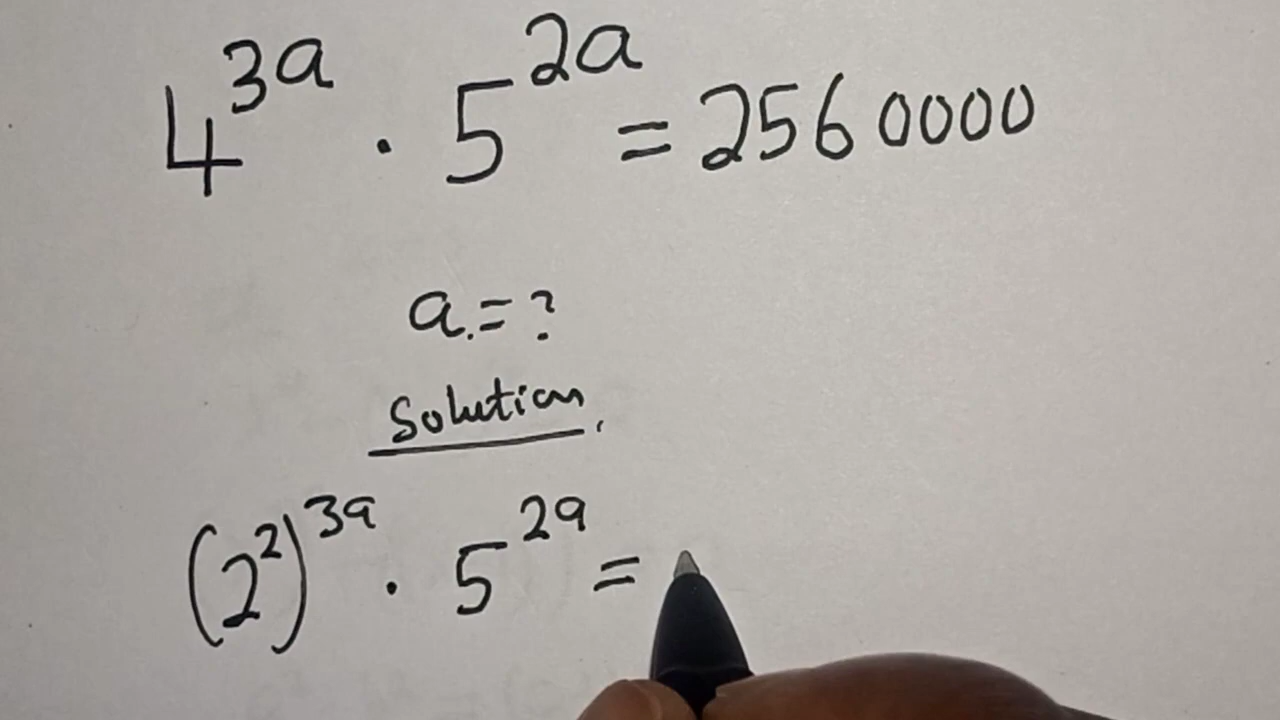 4^{3a} · 5^{2a} = 2560000
a = ?
Solution
(2^2)^{3a} · 5^{2a} =